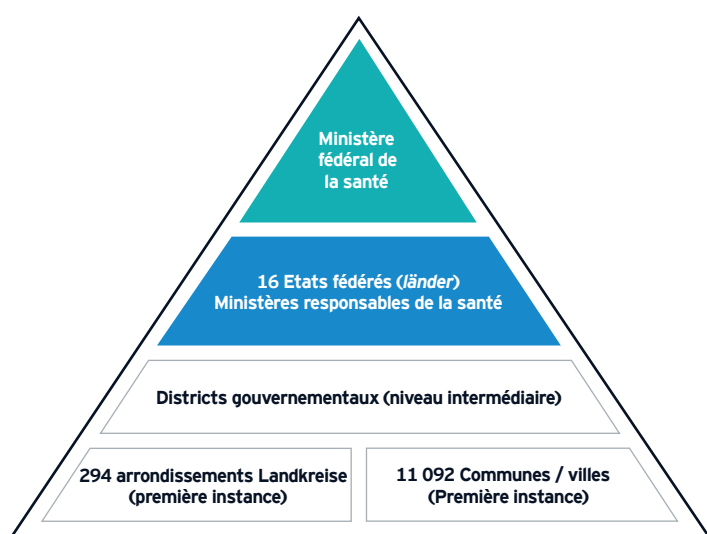 Ministère
fédéral de
la santé
16 Etats fédérés (länder)
Ministères responsables de la santé
Districts gouvernementaux (niveau intermédiaire)
294 arrondissements Landkreise
(première instance)
11 092 Communes / villes
(Première instance)